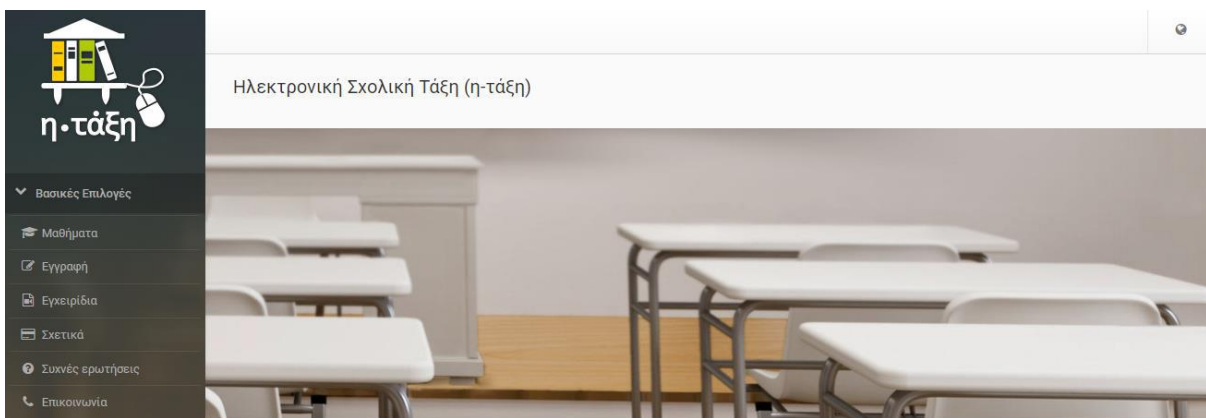 η•τάξη
Ηλεκτρονική Σχολική Τάξη (η-τάξη)
Βασικές Επιλογές
Μαθήματα
Εγγραφή
Εγχειρίδια
Σχετικά
Συχνές ερωτήσεις
Επικοινωνία